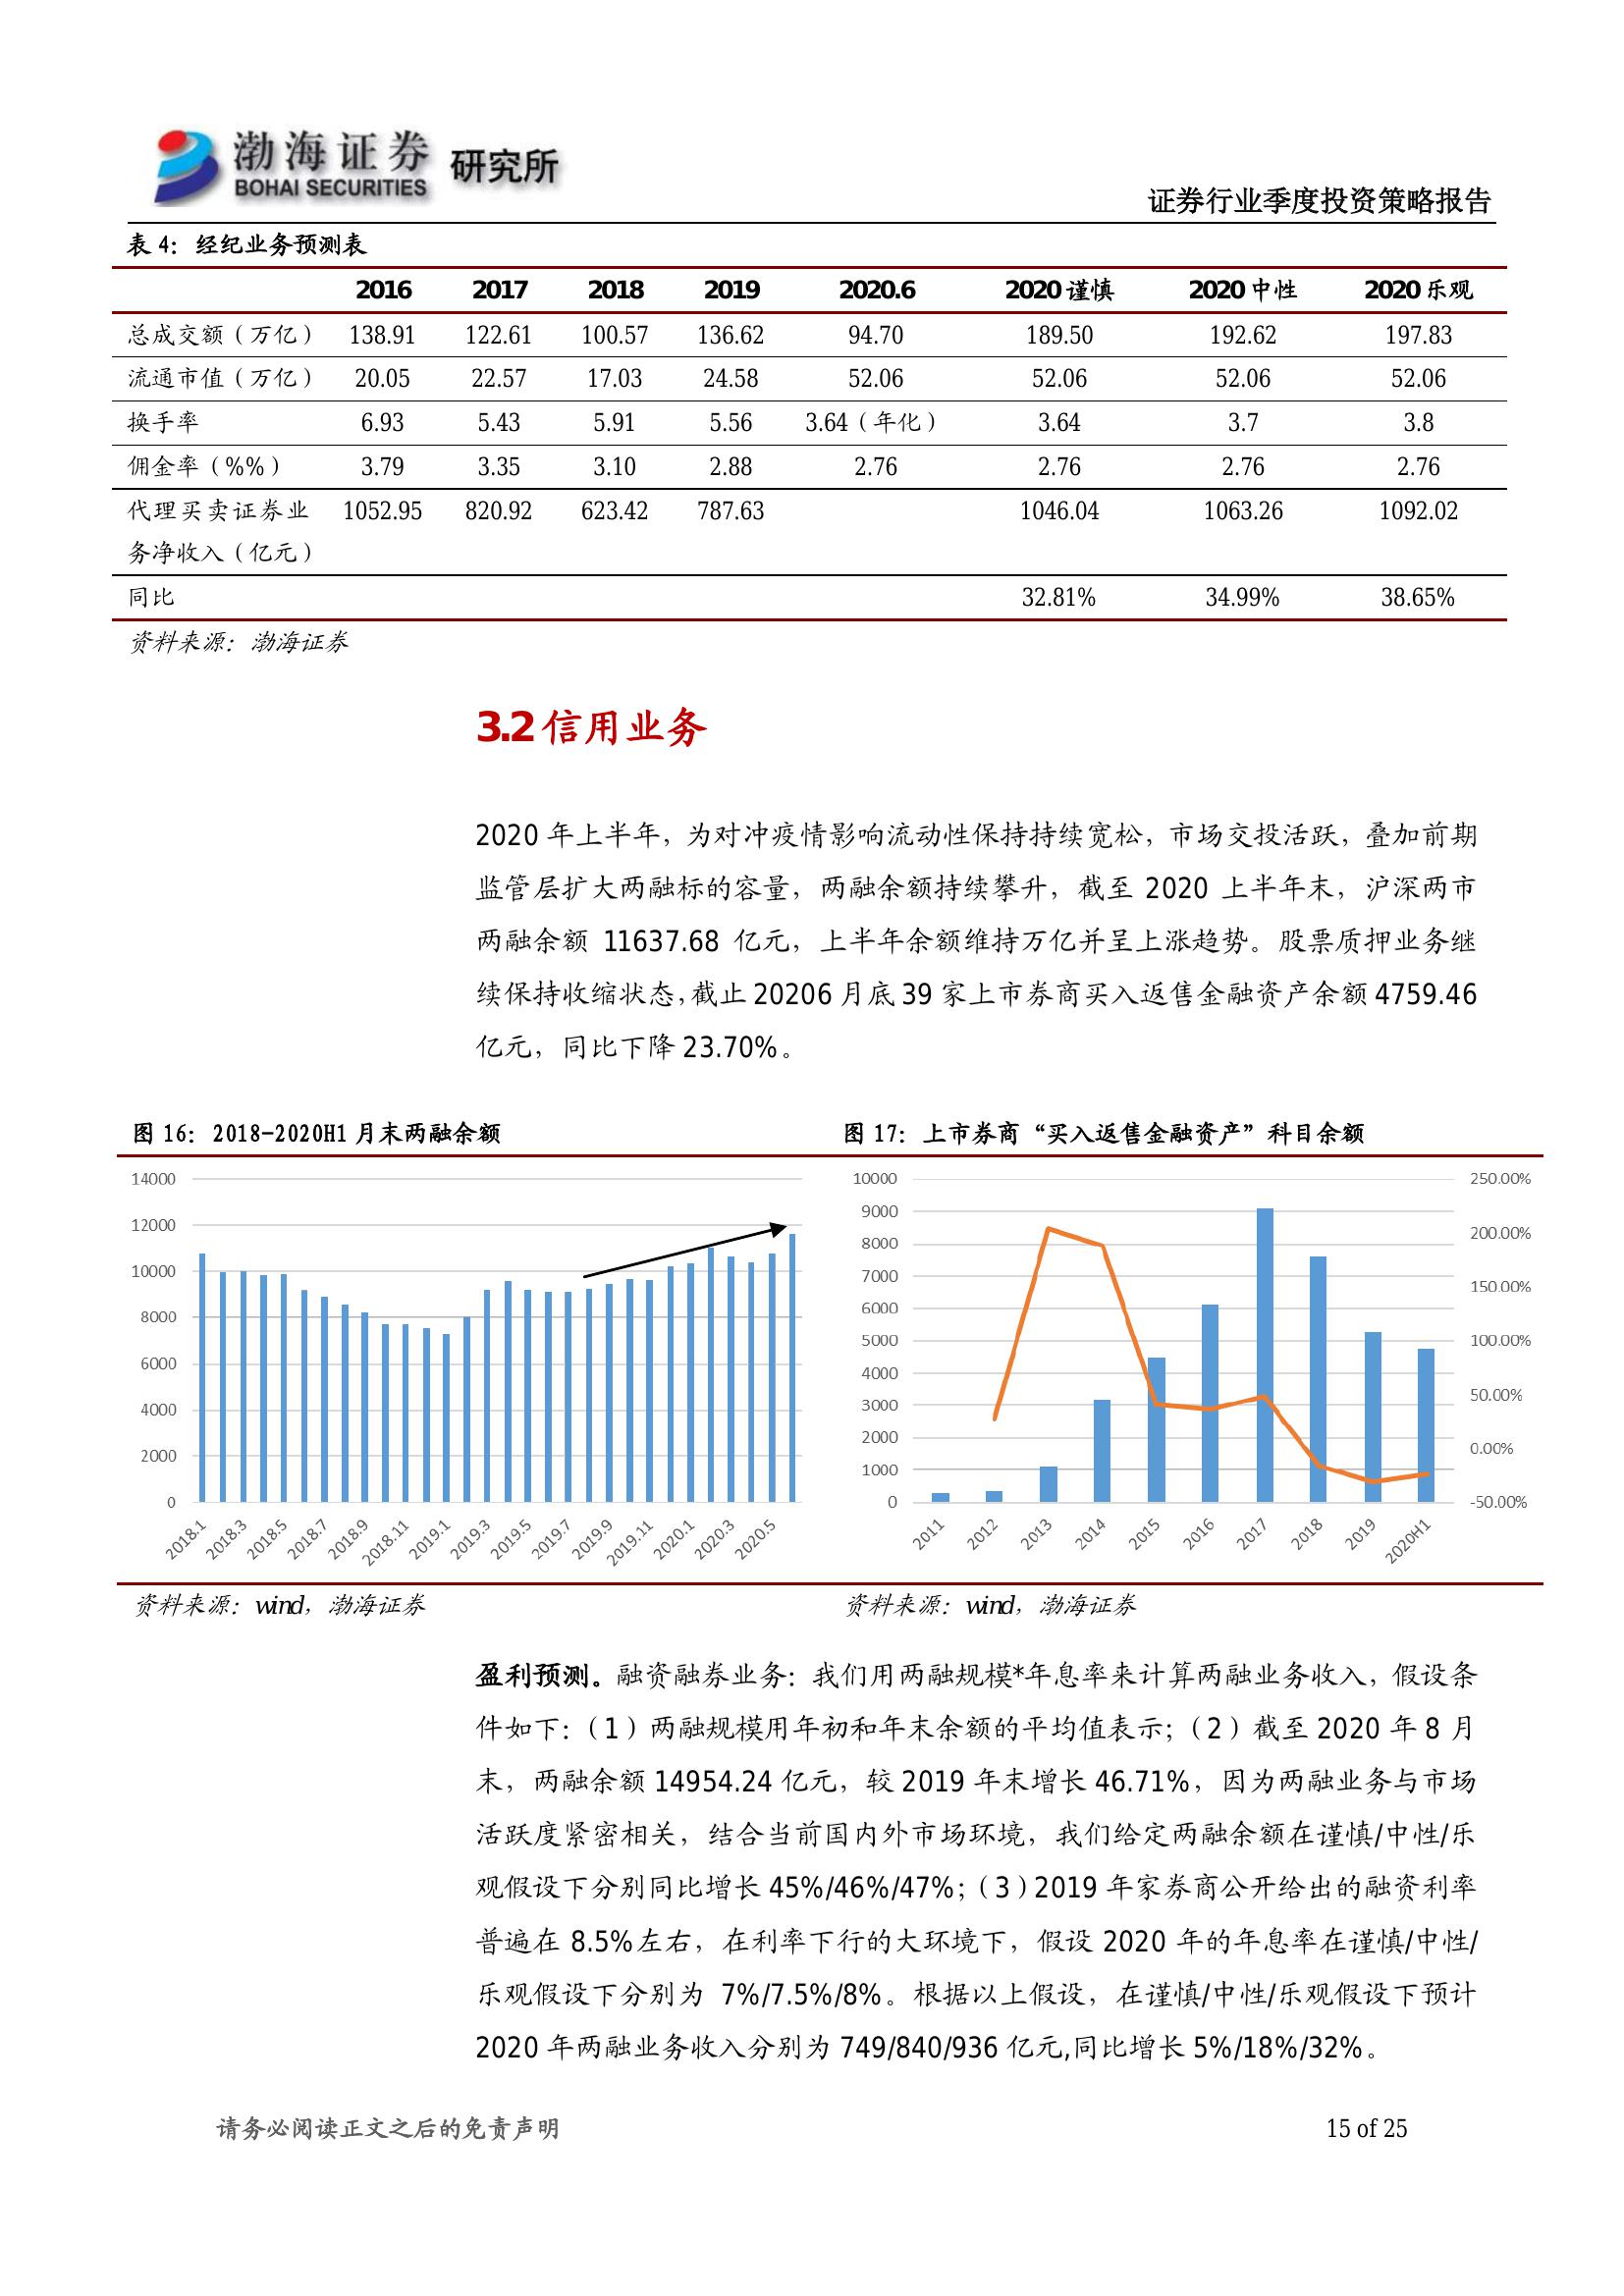 渤海证券 研究所
BOHAI SECURITIES
证券行业季度投资策略报告
表 4：经纪业务预测表
2016 2017 2018 2019 2020.6 2020 谨慎 2020 中性 2020 乐观
总成交额（万亿） 138.91 122.61 100.57 136.62 94.70 189.50 192.62 197.83
流通市值（万亿） 20.05 22.57 17.03 24.58 52.06 52.06 52.06 52.06
换手率 6.93 5.43 5.91 5.56 3.64（年化） 3.64 3.7 3.8
佣金率（%%） 3.79 3.35 3.10 2.88 2.76 2.76 2.76 2.76
代理买卖证券业 1052.95 820.92 623.42 787.63 1046.04 1063.26 1092.02
务净收入（亿元）
同比 32.81% 34.99% 38.65%
资料来源：渤海证券
3.2 信用业务
2020 年上半年，为对冲疫情影响流动性保持持续宽松，市场交投活跃，叠加前期
监管层扩大两融标的容量，两融余额持续攀升，截至 2020 上半年末，沪深两市
两融余额 11637.68 亿元，上半年余额维持万亿并呈上涨趋势。股票质押业务继
续保持收缩状态，截止 20206 月底 39 家上市券商买入返售金融资产余额 4759.46
亿元，同比下降 23.70%。
图 16：2018-2020H1 月末两融余额
14000
12000
10000
8000
6000
4000
2000
0
2018.1 2018.3 2018.5 2018.7 2018.9 2018.11 2019.1 2019.3 2019.5 2019.7 2019.9 2019.11 2020.1 2020.3 2020.5
资料来源：wind，渤海证券
图 17：上市券商“买入返售金融资产”科目余额
10000 250.00%
9000
8000 200.00%
7000 150.00%
6000
5000 100.00%
4000
3000 50.00%
2000 0.00%
1000
0 -50.00%
2011 2012 2013 2014 2015 2016 2017 2018 2019 2020H1
资料来源：wind，渤海证券
盈利预测。融资融券业务：我们用两融规模*年息率来计算两融业务收入，假设条
件如下：（1）两融规模用年初和年末余额的平均值表示；（2）截至 2020 年 8 月
末，两融余额 14954.24 亿元，较 2019 年末增长 46.71%，因为两融业务与市场
活跃度紧密相关，结合当前国内外市场环境，我们给定两融余额在谨慎/中性/乐
观假设下分别同比增长 45%/46%/47%；（3）2019 年家券商公开给出的融资利率
普遍在 8.5%左右，在利率下行的大环境下，假设 2020 年的年息率在谨慎/中性/
乐观假设下分别为 7%/7.5%/8%。根据以上假设，在谨慎/中性/乐观假设下预计
2020 年两融业务收入分别为 749/840/936 亿元,同比增长 5%/18%/32%。
请务必阅读正文之后的免责声明
15 of 25